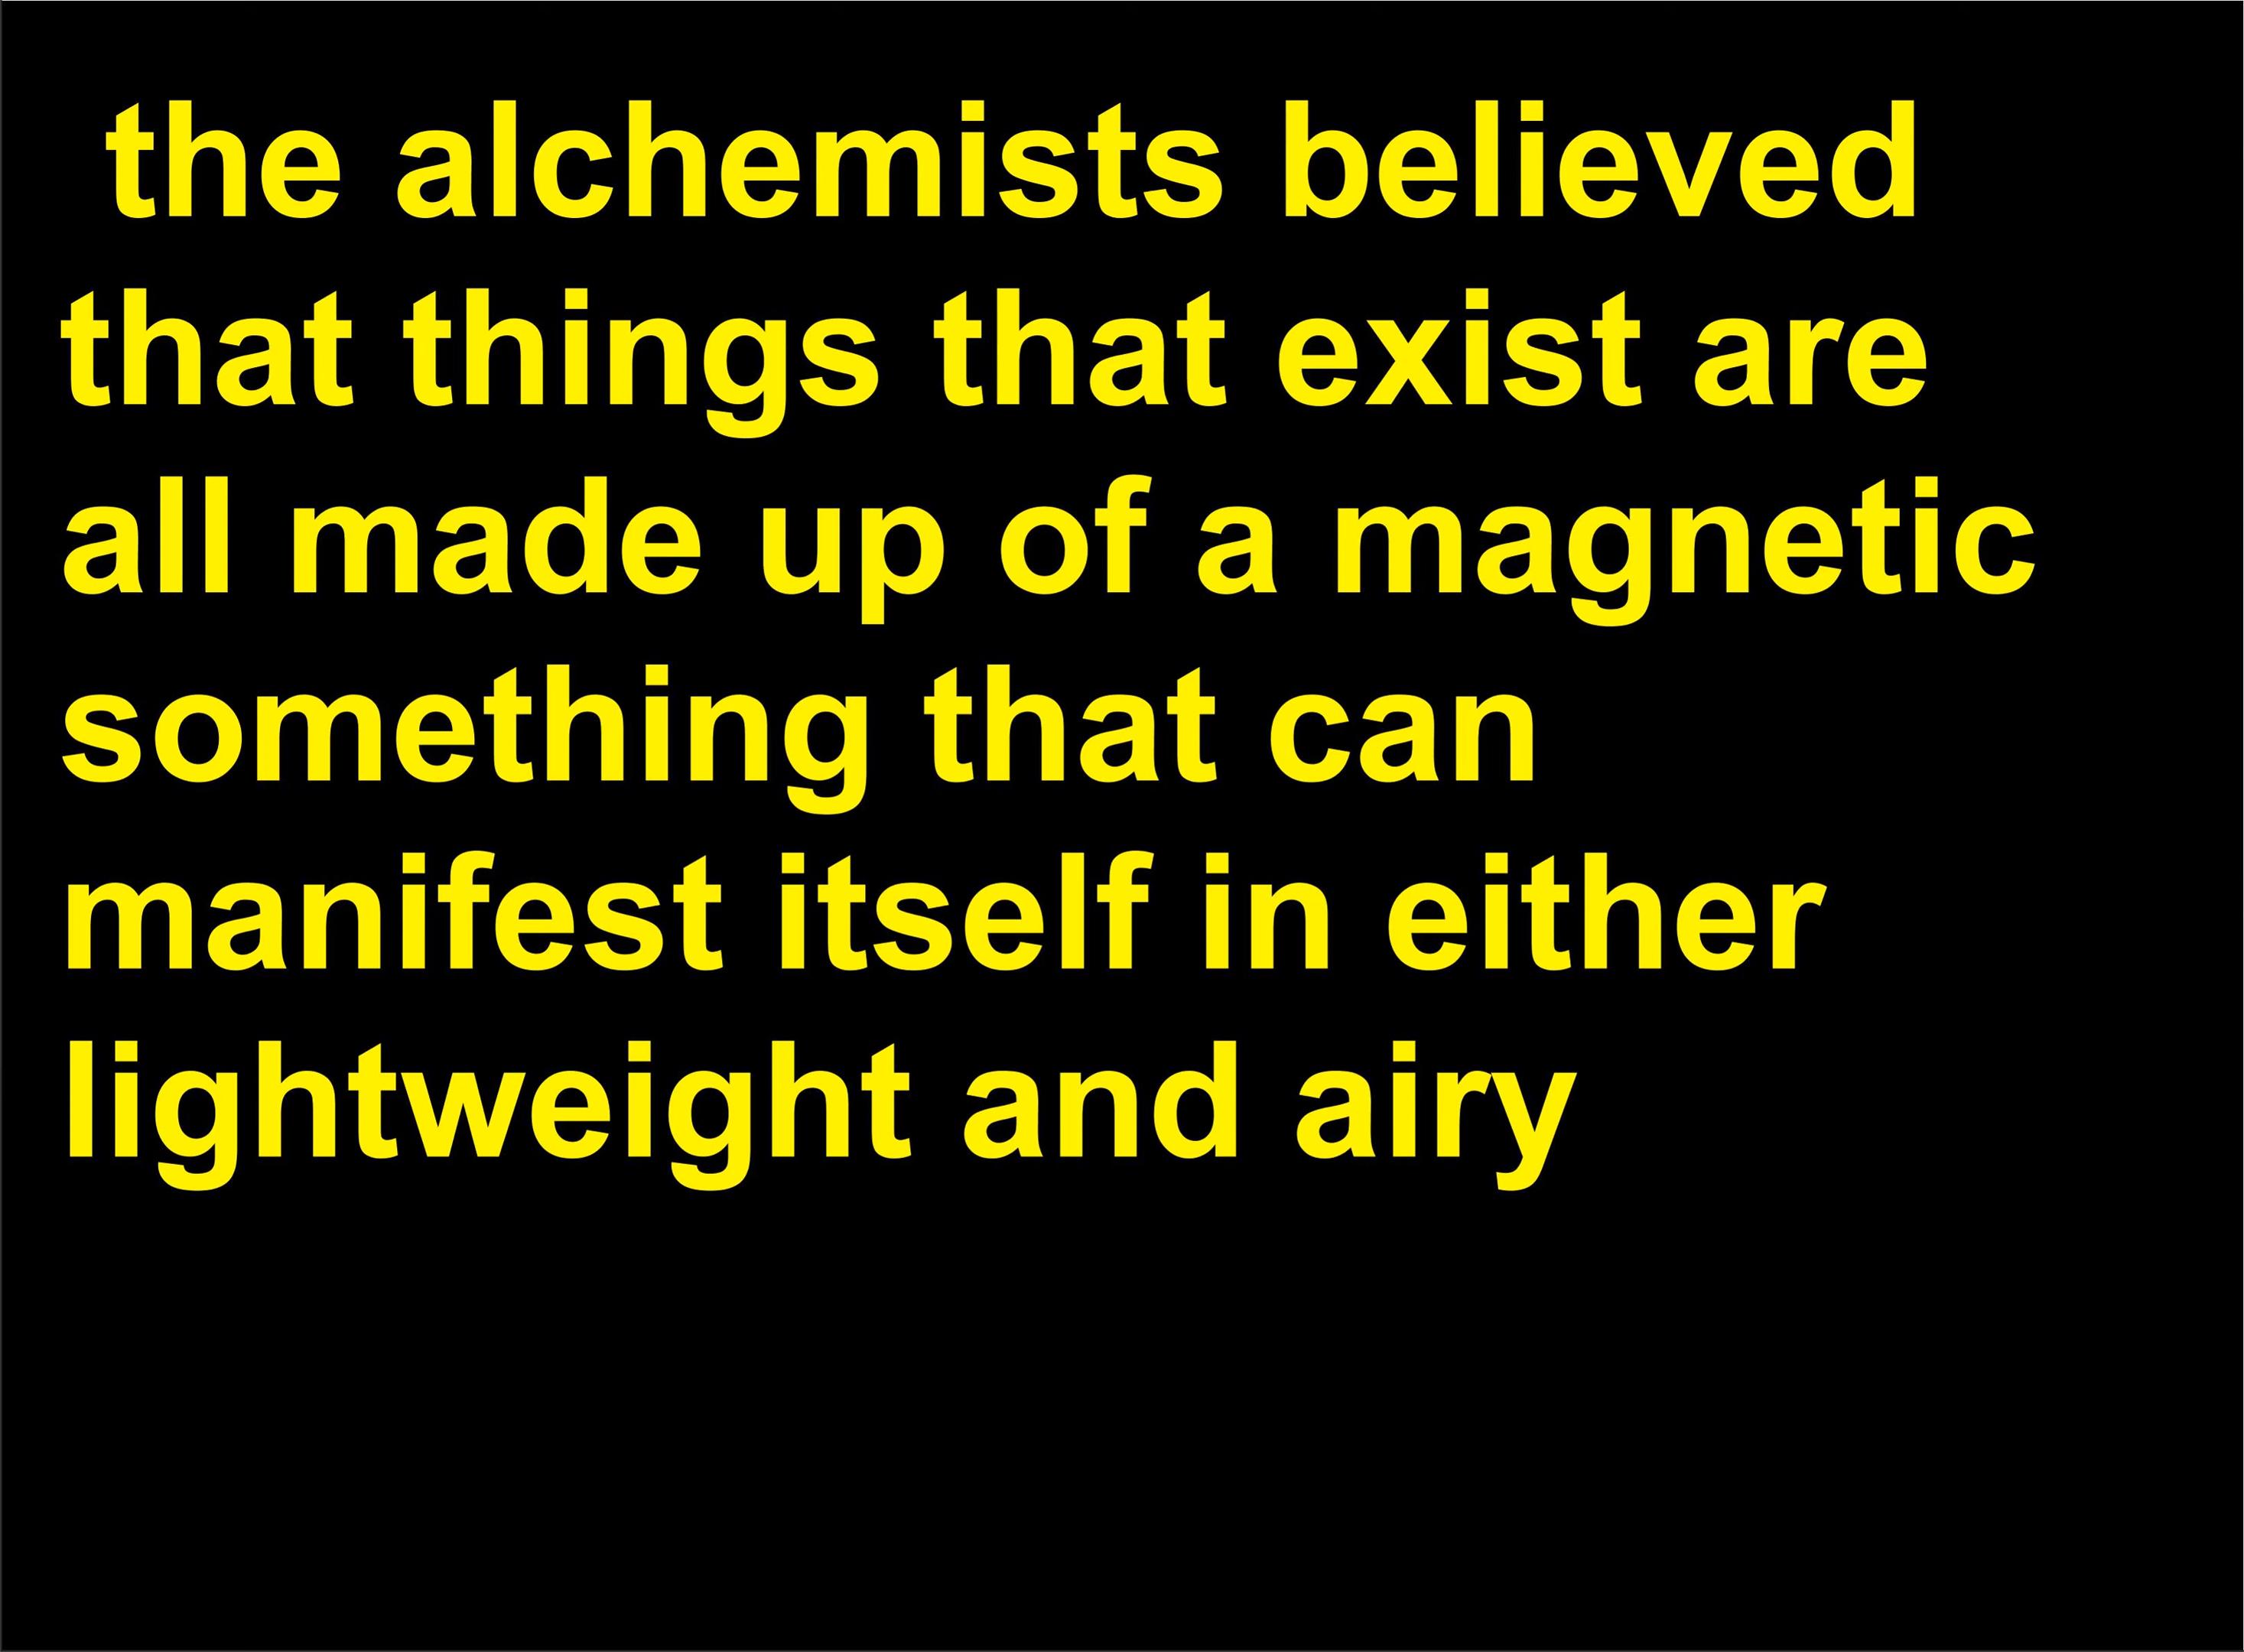 the alchemists believed
that things that exist are
all made up of a magnetic
something that can
manifest itself in either
lightweight and airy